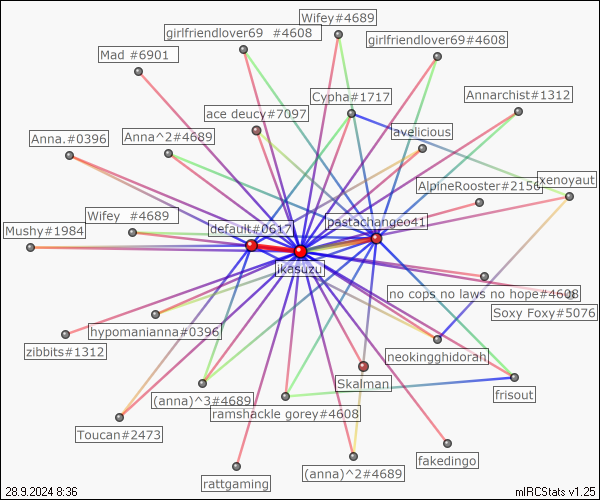 Wifey#4689
girlfriendlover69  #4608
girlfriendlover69#4608
Mad #6901
Cypha#1717
Annarchist#1312
ace deucy#7097
Anna.#0396
Anna^2#4689
avelicious
AlpineRooster#2156
xenoyaut
Wifey  #4689
Mushy#1984
default#0617
pastachangeo41
ikasuzu
no cops no laws no hope#4608
Soxy Foxy#5076
hypomanianna#0396
zibbits#1312
neokingghidorah
Skalman
frisout
(anna)^3#4689
ramshackle gorey#4608
Toucan#2473
fakedingo
rattgaming
(anna)^2#4689
28.9.2024 8:36
mIRCStats v1.25